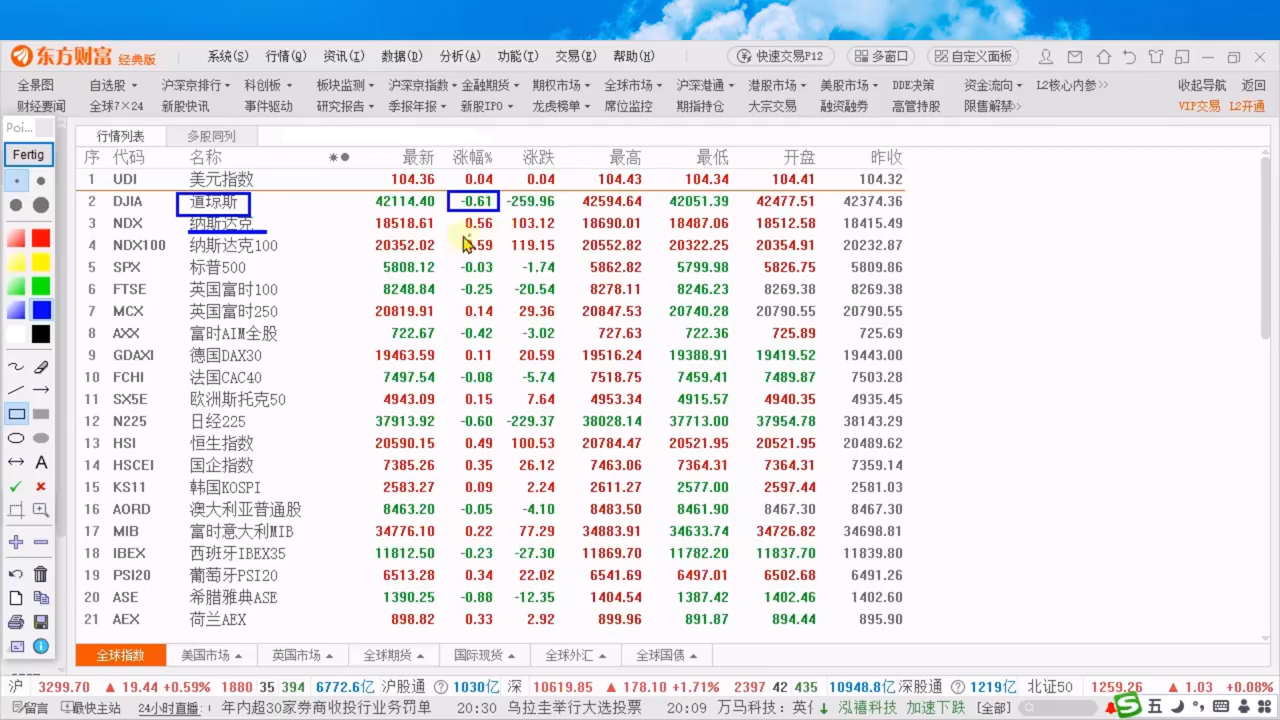 东方财富 经典版 系统(S) 行情(Q) 资讯(I) 数据(D) 分析(A) 功能(T) 交易(E) 帮助(H) 快速交易F12 多窗口 自定义面板
全景图 自选股 沪深京排行 科创板 板块监测 沪深京指数 金融期货 期权市场 全球市场 沪深港通 港股市场 美股市场 DDE决策 资金流向 L2核心内参 收起导航 返回
财经要闻 全球7×24 新股快讯 事件驱动 研究报告 季报年报 新股IPO 龙虎榜单 席位监控 期指持仓 大宗交易 融资融券 高管持股 限售解禁 VIP交易 L2开通
Poi...
行情列表 多股同列
Fertig
序 代码 名称 最新 涨幅% 涨跌 最高 最低 开盘 昨收
1 UDI 美元指数 104.36 0.04 0.04 104.43 104.34 104.41 104.32
2 DJIA 道琼斯 42114.40 -0.61 -259.96 42594.64 42051.39 42477.51 42374.36
3 NDX 纳斯达克 18518.61 0.56 103.12 18690.01 18487.06 18512.58 18415.49
4 NDX100 纳斯达克100 20352.02 .59 119.15 20552.82 20322.25 20354.91 20232.87
5 SPX 标普500 5808.12 -0.03 -1.74 5862.82 5799.98 5826.75 5809.86
6 FTSE 英国富时100 8248.84 -0.25 -20.54 8278.11 8246.23 8269.38 8269.38
7 MCX 英国富时250 20819.91 0.14 29.36 20847.53 20740.28 20790.55 20790.55
8 AXX 富时AIM全股 722.67 -0.42 -3.02 727.63 722.36 725.89 725.69
9 GDAXI 德国DAX30 19463.59 0.11 20.59 19516.24 19388.91 19419.52 19443.00
10 FCHI 法国CAC40 7497.54 -0.08 -5.74 7518.75 7459.41 7489.87 7503.28
11 SX5E 欧洲斯托克50 4943.09 0.15 7.64 4953.34 4915.57 4940.35 4935.45
12 N225 日经225 37913.92 -0.60 -229.37 38028.14 37713.00 37954.78 38143.29
13 HSI 恒生指数 20590.15 0.49 100.53 20784.47 20521.95 20521.95 20489.62
14 HSCEI 国企指数 7385.26 0.35 26.12 7463.06 7364.31 7364.31 7359.14
15 KS11 韩国KOSPI 2583.27 0.09 2.24 2611.27 2577.00 2597.44 2581.03
16 AORD 澳大利亚普通股 8463.20 -0.05 -4.10 8483.50 8461.90 8467.30 8467.30
17 MIB 富时意大利MIB 34776.10 0.22 77.29 34883.91 34633.74 34726.82 34698.81
18 IBEX 西班牙IBEX35 11812.50 -0.23 -27.30 11869.70 11782.20 11837.70 11839.80
19 PSI20 葡萄牙PSI20 6513.28 0.34 22.02 6541.69 6497.01 6502.68 6491.26
20 ASE 希腊雅典ASE 1390.25 -0.88 -12.35 1404.54 1387.42 1402.46 1402.60
21 AEX 荷兰AEX 898.82 0.33 2.92 899.96 891.87 894.44 895.90
全球指数 美国市场 英国市场 全球期货 国际现货 全球外汇 全球国债
沪 3299.70 ▲ 19.44 +0.59% 1880 35 394 6772.6亿 沪股通 1030亿 深 10619.85 ▲ 178.10 +1.71% 2397 42 435 10948.8亿 深股通 1219亿 北证50 1259.26 ▲ 1.03 +0.08%
留言 最快主站 24小时直播: 年内超30家券商收投行业务罚单 20:30 乌拉圭举行大选投票 20:09 万马科技: 泓禧科技 加速下跌 [全部] 五